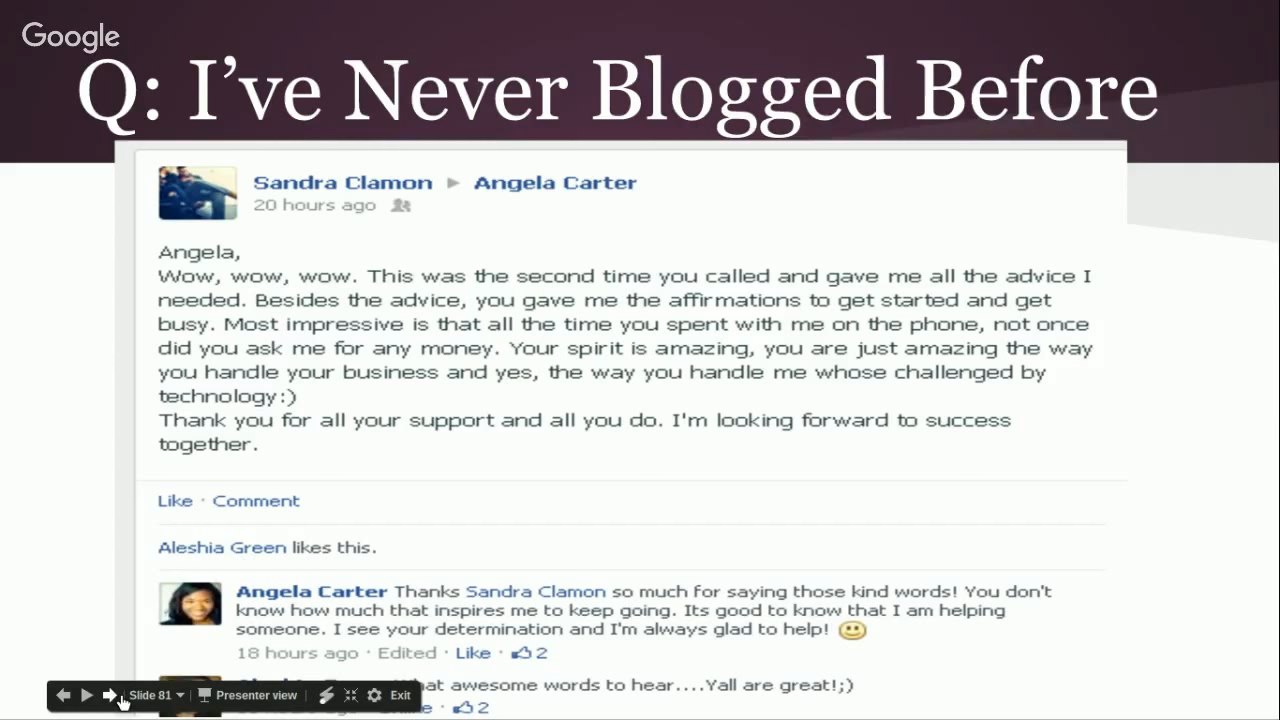 Google
Q: I've Never Blogged Before
Sandra Clamon ▸ Angela Carter
20 hours ago
Angela,
Wow, wow, wow. This was the second time you called and gave me all the advice I
needed. Besides the advice, you gave me the affirmations to get started and get
busy. Most impressive is that all the time you spent with me on the phone, not once
did you ask me for any money. Your spirit is amazing, you are just amazing the way
you handle your business and yes, the way you handle me whose challenged by
technology:)
Thank you for all your support and all you do. I'm looking forward to success
together.
Like · Comment
Aleshia Green likes this.
Angela Carter Thanks Sandra Clamon so much for saying those kind words! You don't
know how much that inspires me to keep going. Its good to know that I am helping
someone. I see your determination and I'm always glad to help!
18 hours ago · Edited · Like · 2
awesome words to hear....Yall are great!;)
2
Slide 81 Presenter view Exit